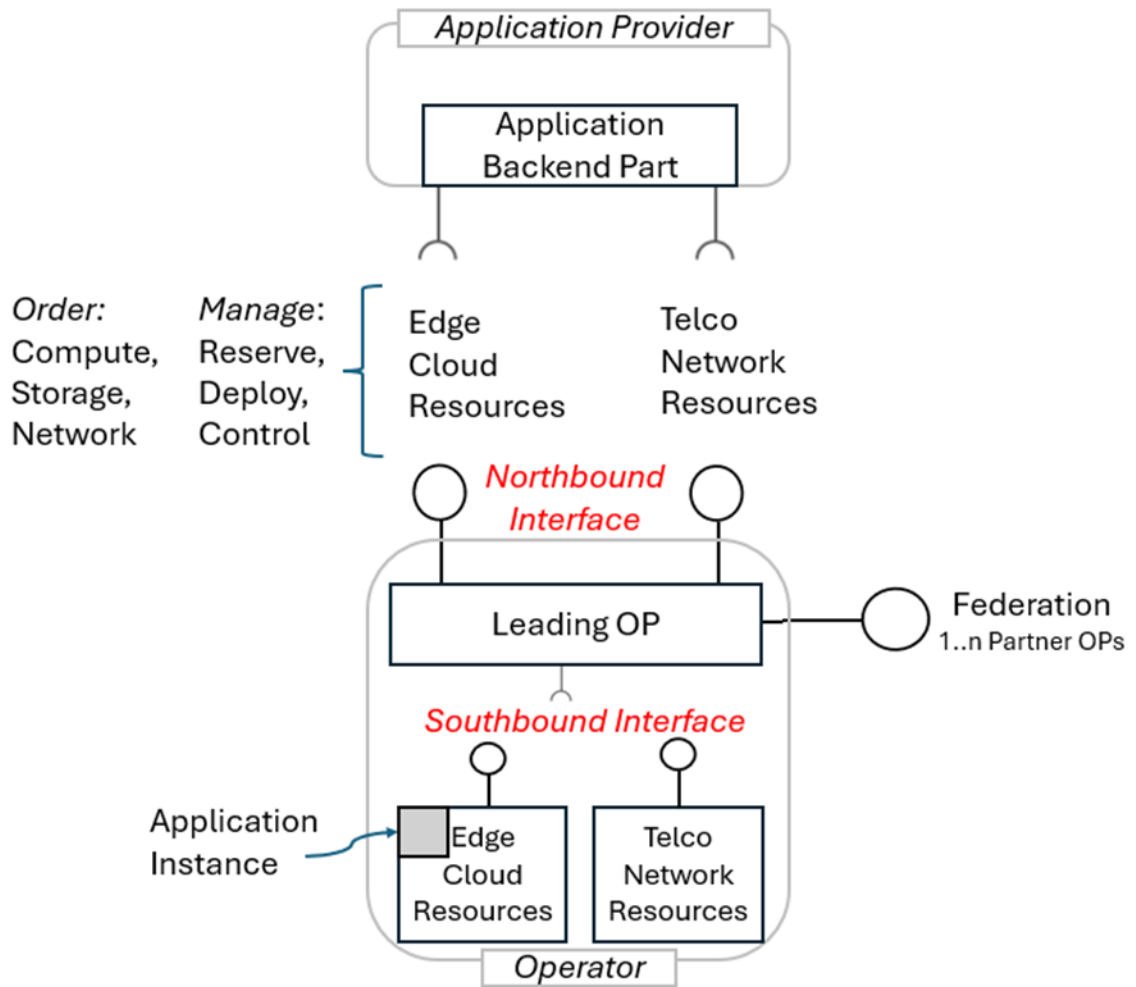 Application Provider
Application
Backend Part
Order:
Compute,
Storage,
Network
Manage:
Reserve,
Deploy,
Control
Edge
Cloud
Resources
Telco
Network
Resources
Northbound
Interface
Leading OP
Federation
1..n Partner OPs
Southbound Interface
Application
Instance
Edge
Cloud
Resources
Telco
Network
Resources
Operator